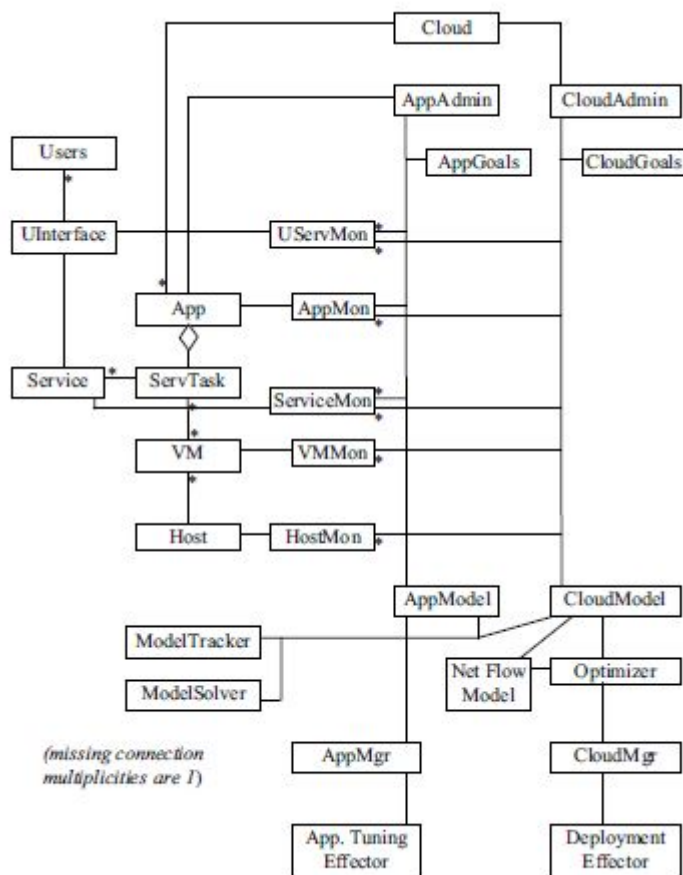 Cloud
AppAdmin
CloudAdmin
Users
AppGoals
CloudGoals
*
UInterface
UServMon
*
*
*
App
AppMon
*
Service
*
ServTask
ServiceMon
*
*
*
*
VM
VMMon
*
*
Host
HostMon
*
AppModel
CloudModel
ModelTracker
Net Flow
Model
Optimizer
ModelSolver
(missing connection
multiplicities are 1)
AppMgr
CloudMgr
App. Tuning
Effector
Deployment
Effector